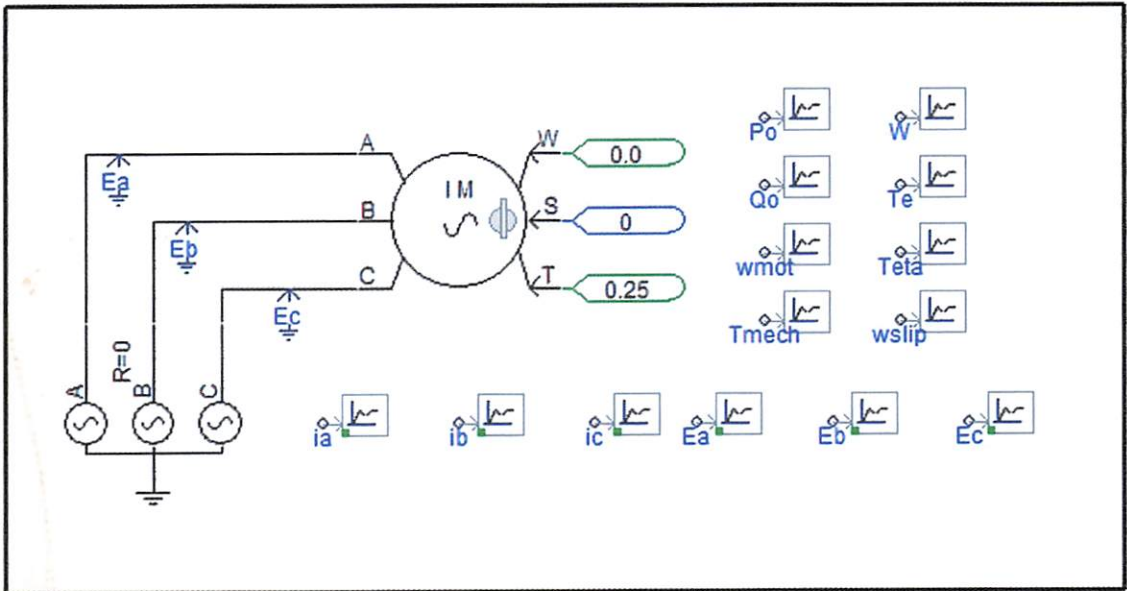 Po
W
A
W
0.0
Ea
IM
Qo
Te
B
S
0
Eb
wmot
Teta
C
T
0.25
Ec
Tmech
wslip
R=0
A
B
C
ia
ib
ic
Ea
Eb
Ec